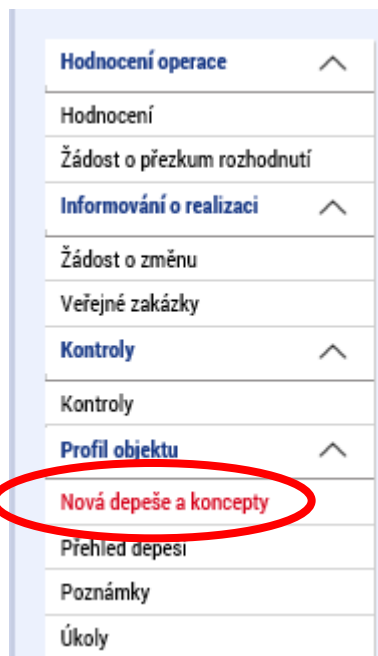 Hodnocení operace
Hodnocení
Žádost o přezkum rozhodnutí
Informování o realizaci
Žádost o změnu
Veřejné zakázky
Kontroly
Kontroly
Profil objektu
Nová depeše a koncepty
Přehled depeší
Poznámky
Úkoly